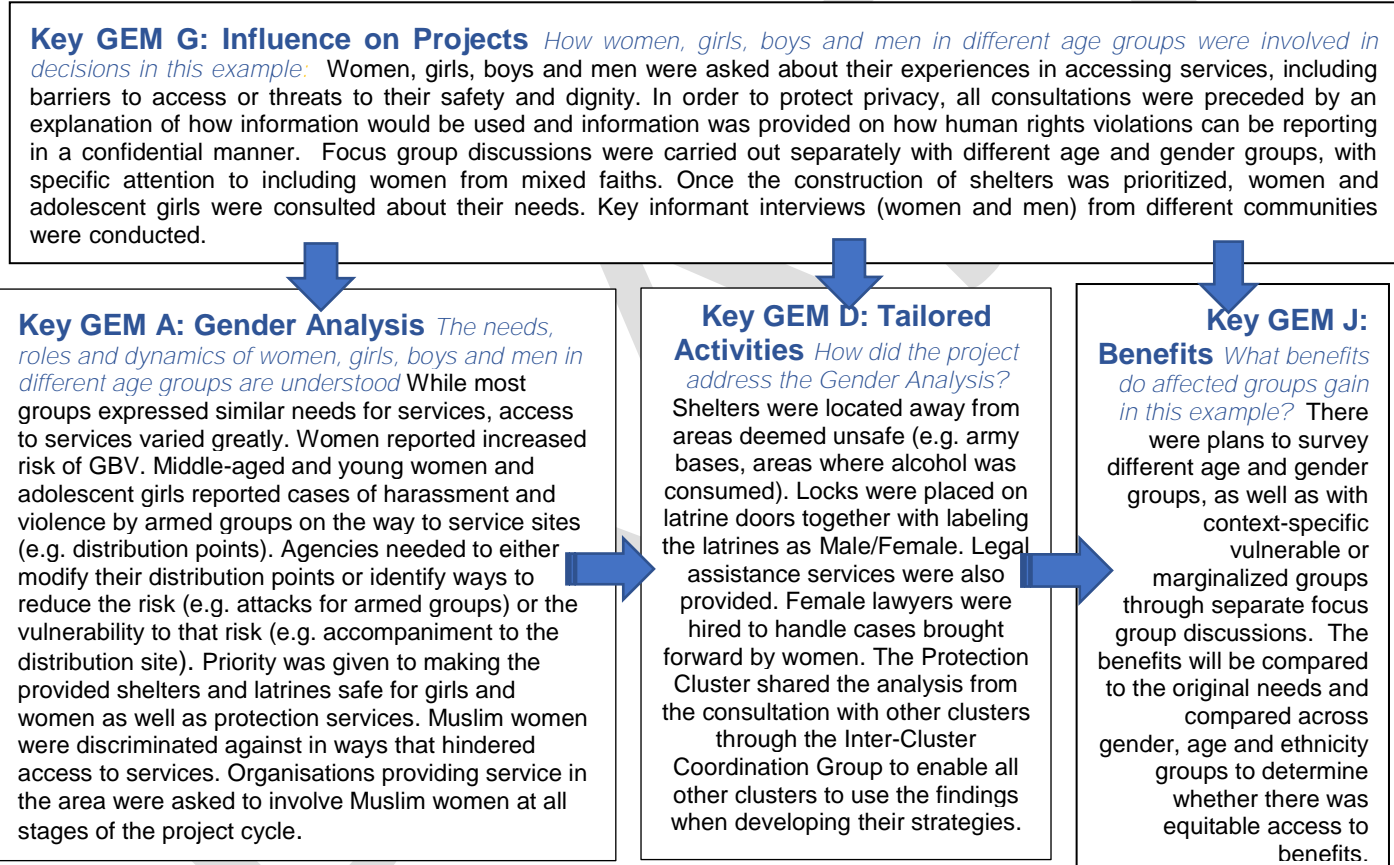 Key GEM G: Influence on Projects How women, girls, boys and men in different age groups were involved in
decisions in this example: Women, girls, boys and men were asked about their experiences in accessing services, including
barriers to access or threats to their safety and dignity. In order to protect privacy, all consultations were preceded by an
explanation of how information would be used and information was provided on how human rights violations can be reporting
in a confidential manner. Focus group discussions were carried out separately with different age and gender groups, with
specific attention to including women from mixed faiths. Once the construction of shelters was prioritized, women and
adolescent girls were consulted about their needs. Key informant interviews (women and men) from different communities
were conducted.
Key GEM A: Gender Analysis The needs,
roles and dynamics of women, girls, boys and men in
different age groups are understood While most
groups expressed similar needs for services, access
to services varied greatly. Women reported increased
risk of GBV. Middle-aged and young women and
adolescent girls reported cases of harassment and
violence by armed groups on the way to service sites
(e.g. distribution points). Agencies needed to either
modify their distribution points or identify ways to
reduce the risk (e.g. attacks for armed groups) or the
vulnerability to that risk (e.g. accompaniment to the
distribution site). Priority was given to making the
provided shelters and latrines safe for girls and
women as well as protection services. Muslim women
were discriminated against in ways that hindered
access to services. Organisations providing service in
the area were asked to involve Muslim women at all
stages of the project cycle.
Key GEM D: Tailored
Activities How did the project
address the Gender Analysis?
Shelters were located away from
areas deemed unsafe (e.g. army
bases, areas where alcohol was
consumed). Locks were placed on
latrine doors together with labeling
the latrines as Male/Female. Legal
assistance services were also
provided. Female lawyers were
hired to handle cases brought
forward by women. The Protection
Cluster shared the analysis from
the consultation with other clusters
through the Inter-Cluster
Coordination Group to enable all
other clusters to use the findings
when developing their strategies.
Key GEM J:
Benefits What benefits
do affected groups gain
in this example? There
were plans to survey
different age and gender
groups, as well as with
context-specific
vulnerable or
marginalized groups
through separate focus
group discussions. The
benefits will be compared
to the original needs and
compared across
gender, age and ethnicity
groups to determine
whether there was
equitable access to
benefits.